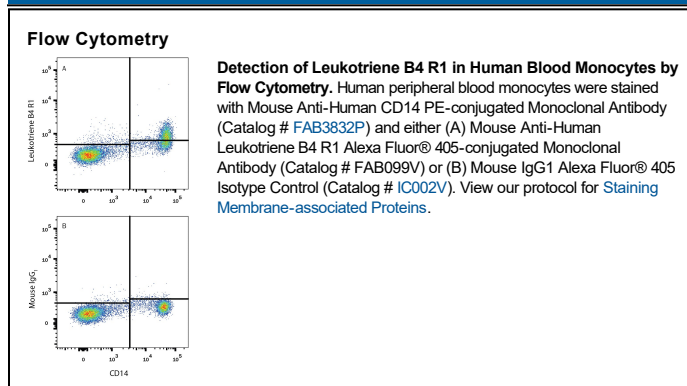 Flow Cytometry
A
Leukotriene B4 R1
10⁵
10⁴
10³
0
Detection of Leukotriene B4 R1 in Human Blood Monocytes by
Flow Cytometry. Human peripheral blood monocytes were stained
with Mouse Anti-Human CD14 PE-conjugated Monoclonal Antibody
(Catalog # FAB3832P) and either (A) Mouse Anti-Human
Leukotriene B4 R1 Alexa Fluor® 405-conjugated Monoclonal
Antibody (Catalog # FAB099V) or (B) Mouse IgG1 Alexa Fluor® 405
Isotype Control (Catalog # IC002V). View our protocol for Staining
Membrane-associated Proteins.
B
Mouse IgG₁
10⁵
10⁴
10³
0
0 10³ 10⁴ 10⁵
CD14